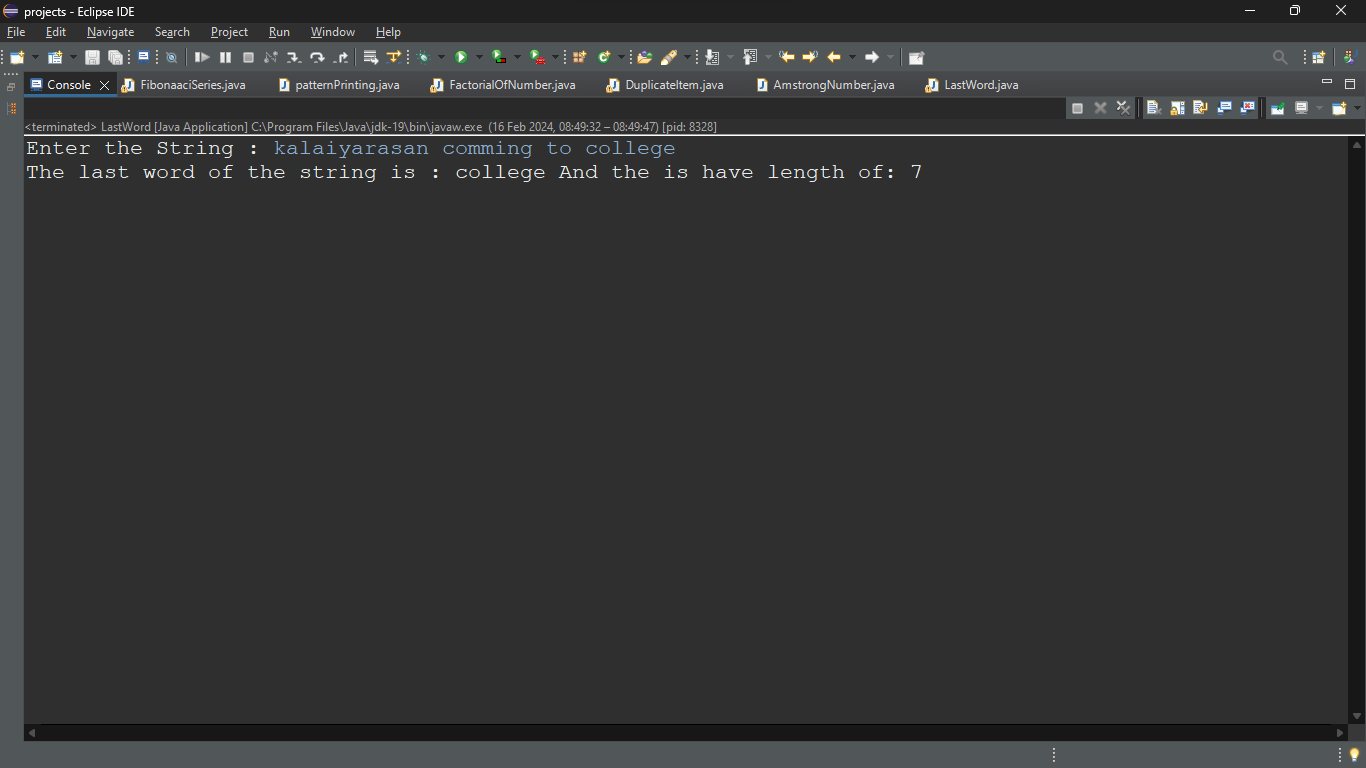 projects - Eclipse IDE
File Edit Navigate Search Project Run Window Help
Console FibonaaciSeries.java patternPrinting.java FactorialOfNumber.java DuplicateItem.java AmstrongNumber.java LastWord.java
<terminated> LastWord [Java Application] C:\Program Files\Java\jdk-19\bin\javaw.exe (16 Feb 2024, 08:49:32 – 08:49:47) [pid: 8328]
Enter the String : kalaiyarasan comming to college
The last word of the string is : college And the is have length of: 7